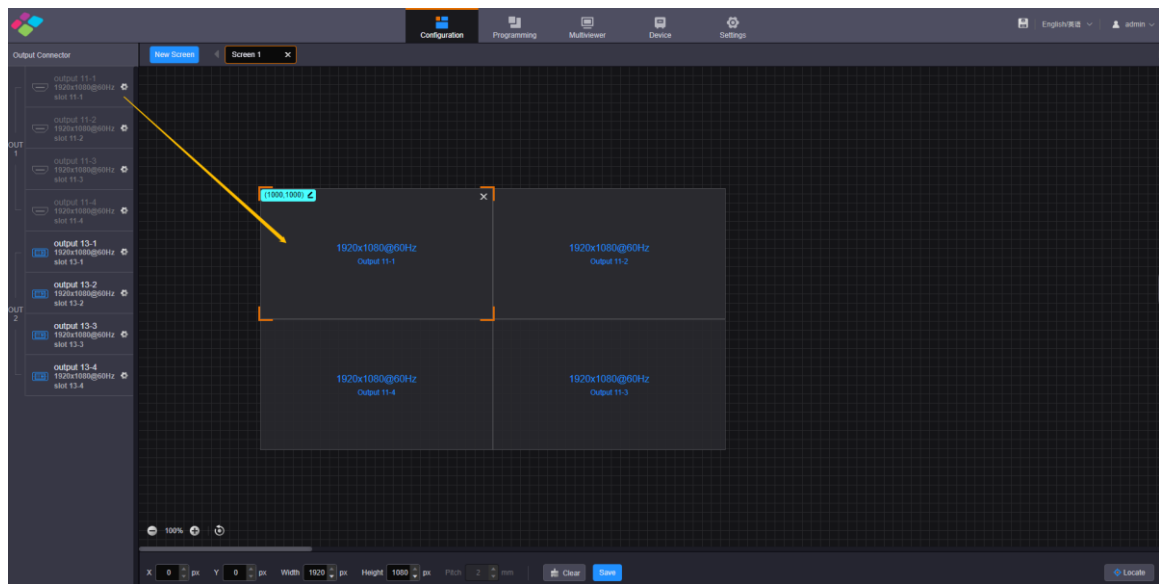 Configuration
Programming
Multiviewer
Device
Settings
English/英语
admin
Output Connector
New Screen
Screen 1
output 11-1
1920x1080@60Hz
slot 11-1
output 11-2
1920x1080@60Hz
slot 11-2
OUT
1
output 11-3
1920x1080@60Hz
slot 11-3
output 11-4
1920x1080@60Hz
slot 11-4
output 13-1
1920x1080@60Hz
slot 13-1
output 13-2
1920x1080@60Hz
slot 13-2
OUT
2
output 13-3
1920x1080@60Hz
slot 13-3
output 13-4
1920x1080@60Hz
slot 13-4
(1000,1000)
1920x1080@60Hz
Output 11-1
1920x1080@60Hz
Output 11-2
1920x1080@60Hz
Output 11-4
1920x1080@60Hz
Output 11-3
100%
X 0 px Y 0 px Width 1920 px Height 1080 px Pitch 2 mm Clear Save Locate